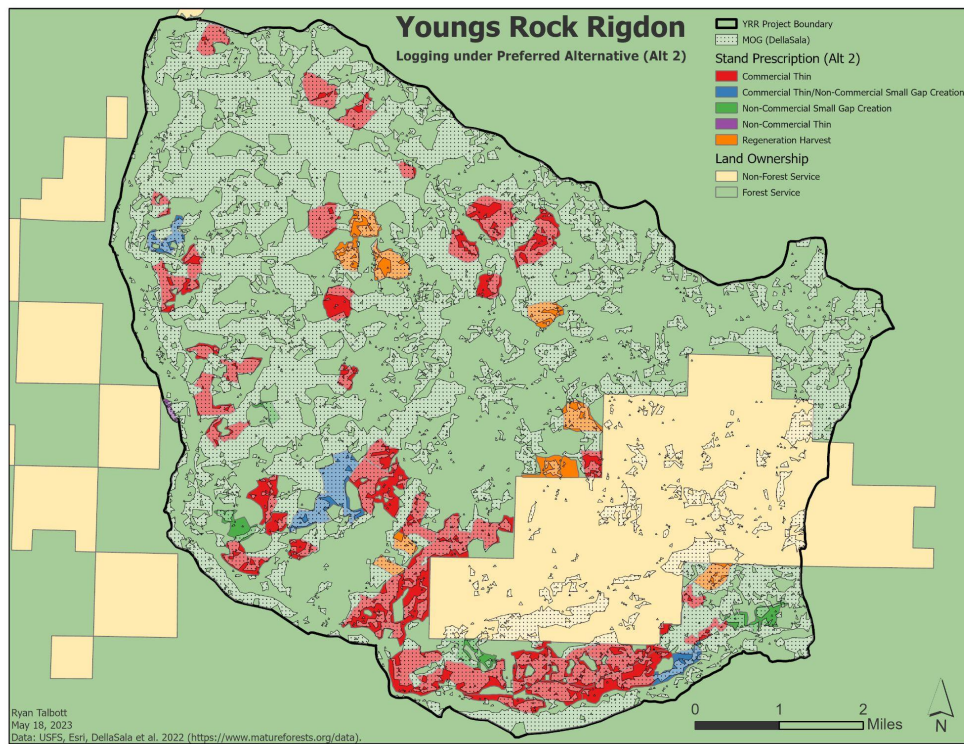 Youngs Rock Rigdon
Logging under Preferred Alternative (Alt 2)
YRR Project Boundary
MOG (DellaSala)
Stand Prescription (Alt 2)
Commercial Thin
Commercial Thin/Non-Commercial Small Gap Creation
Non-Commercial Small Gap Creation
Non-Commercial Thin
Regeneration Harvest
Land Ownership
Non-Forest Service
Forest Service
Ryan Talbott
May 18, 2023
Data: USFS, Esri, DellaSala et al. 2022 (https://www.matureforests.org/data).
0 1 2
Miles
N